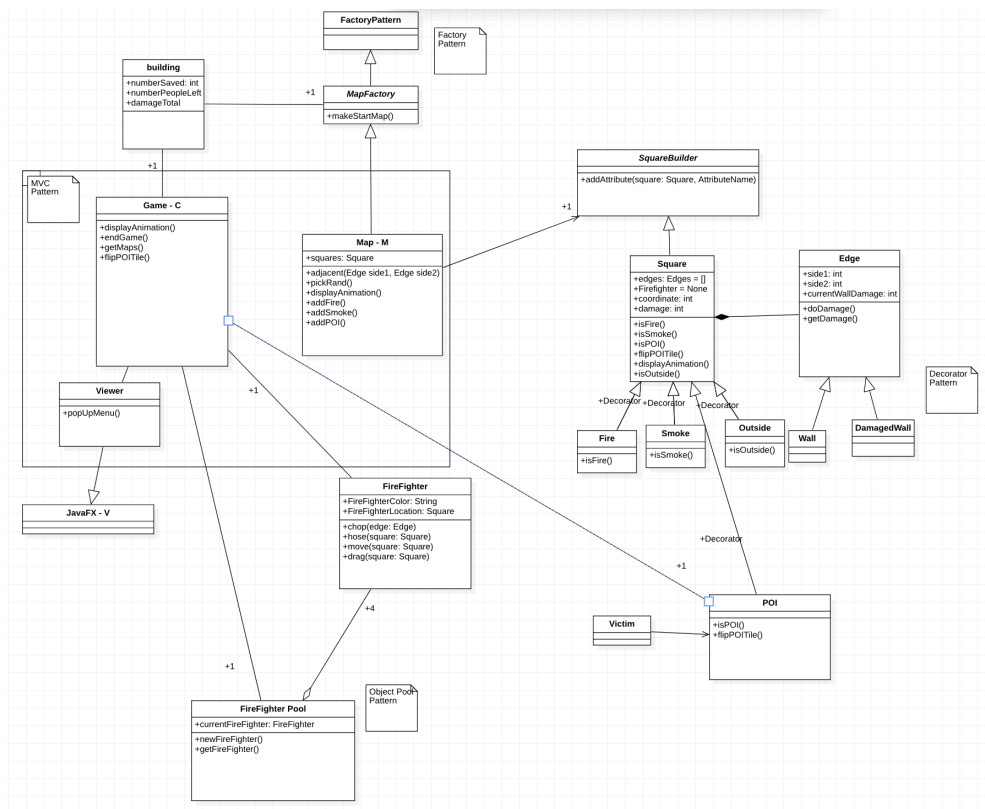 FactoryPattern
Factory
Pattern
building
+numberSaved: int
+numberPeopleLeft
+damageTotal
+1
MapFactory
+makeStartMap()
+1
MVC
Pattern
Game - C
+displayAnimation()
+endGame()
+getMaps()
+flipPOITile()
Map - M
+squares: Square
+adjacent(Edge side1, Edge side2)
+pickRand()
+displayAnimation()
+addFire()
+addSmoke()
+addPOI()
SquareBuilder
+addAttribute(square: Square, AttributeName)
+1
Square
+edges: Edges = []
+Firefighter = None
+coordinate: int
+damage: int
+isFire()
+isSmoke()
+isPOI()
+flipPOITile()
+displayAnimation()
+isOutside()
Edge
+side1: int
+side2: int
+currentWallDamage: int
+doDamage()
+getDamage()
Decorator
Pattern
+Decorator
+Decorator
+Decorator
Viewer
+popUpMenu()
+1
Fire
+isFire()
Smoke
+isSmoke()
Outside
+isOutside()
Wall
DamagedWall
JavaFX - V
FireFighter
+FireFighterColor: String
+FireFighterLocation: Square
+chop(edge: Edge)
+hose(square: Square)
+move(square: Square)
+drag(square: Square)
+Decorator
+1
+4
Victim
POI
+isPOI()
+flipPOITile()
+1
Object Pool
Pattern
FireFighter Pool
+currentFireFighter: FireFighter
+newFireFighter()
+getFireFighter()